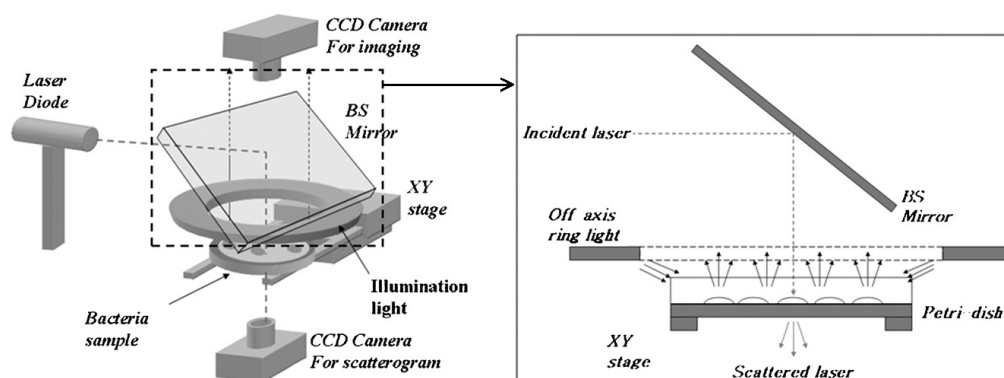 CCD Camera
For imaging
Laser
Diode
BS
Mirror
XY
stage
Illumination
light
Bacteria
sample
CCD Camera
For scatterogram
Incident laser
BS
Mirror
Off axis
ring light
Petri-dish
XY
stage
Scattered laser